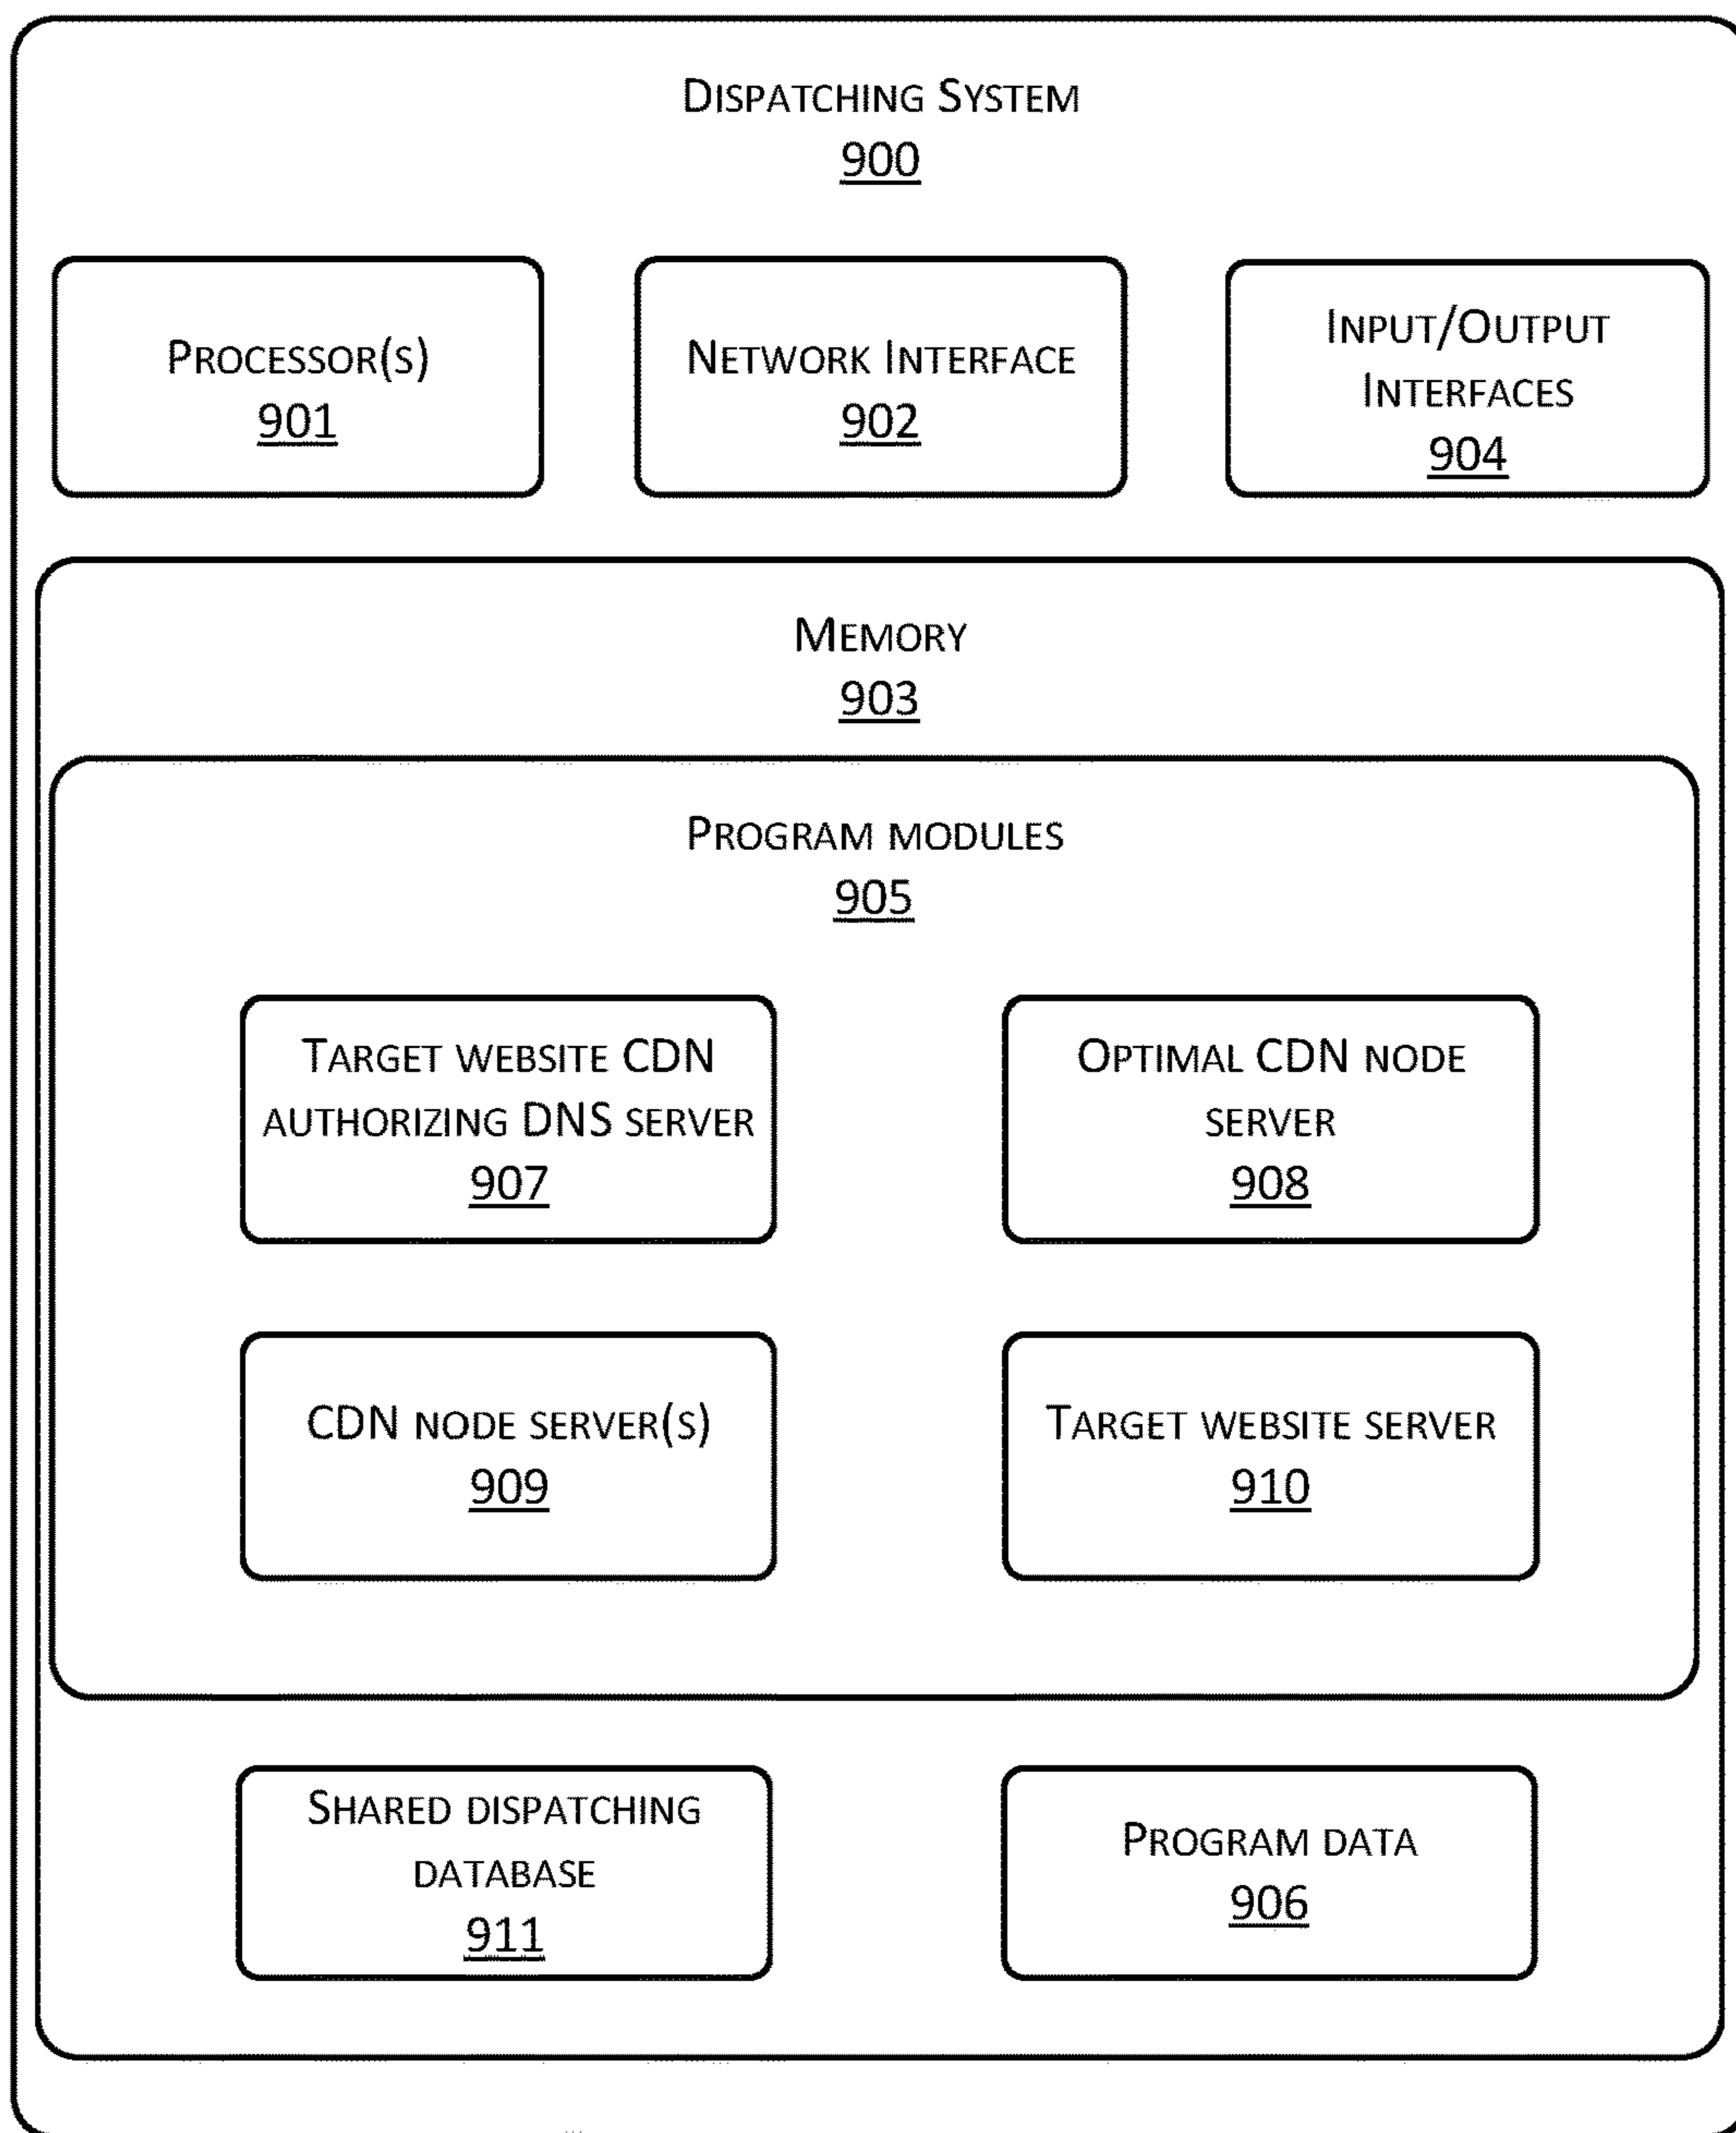 DISPATCHING SYSTEM
900
PROCESSOR(S)
901
NETWORK INTERFACE
902
INPUT/OUTPUT
INTERFACES
904
MEMORY
903
PROGRAM MODULES
905
TARGET WEBSITE CDN
AUTHORIZING DNS SERVER
907
OPTIMAL CDN NODE
SERVER
908
CDN NODE SERVER(S)
909
TARGET WEBSITE SERVER
910
SHARED DISPATCHING
DATABASE
911
PROGRAM DATA
906